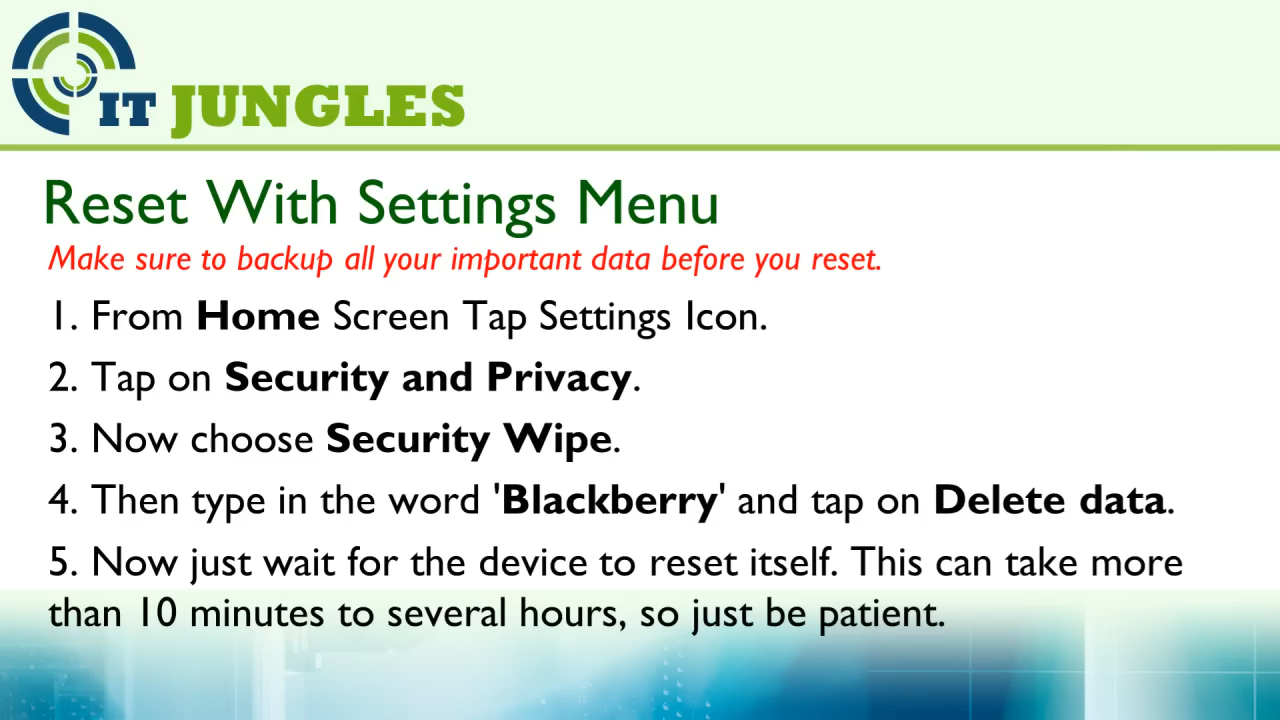 IT JUNGLES
Reset With Settings Menu
Make sure to backup all your important data before you reset.
1. From Home Screen Tap Settings Icon.
2. Tap on Security and Privacy.
3. Now choose Security Wipe.
4. Then type in the word 'Blackberry' and tap on Delete data.
5. Now just wait for the device to reset itself. This can take more
than 10 minutes to several hours, so just be patient.